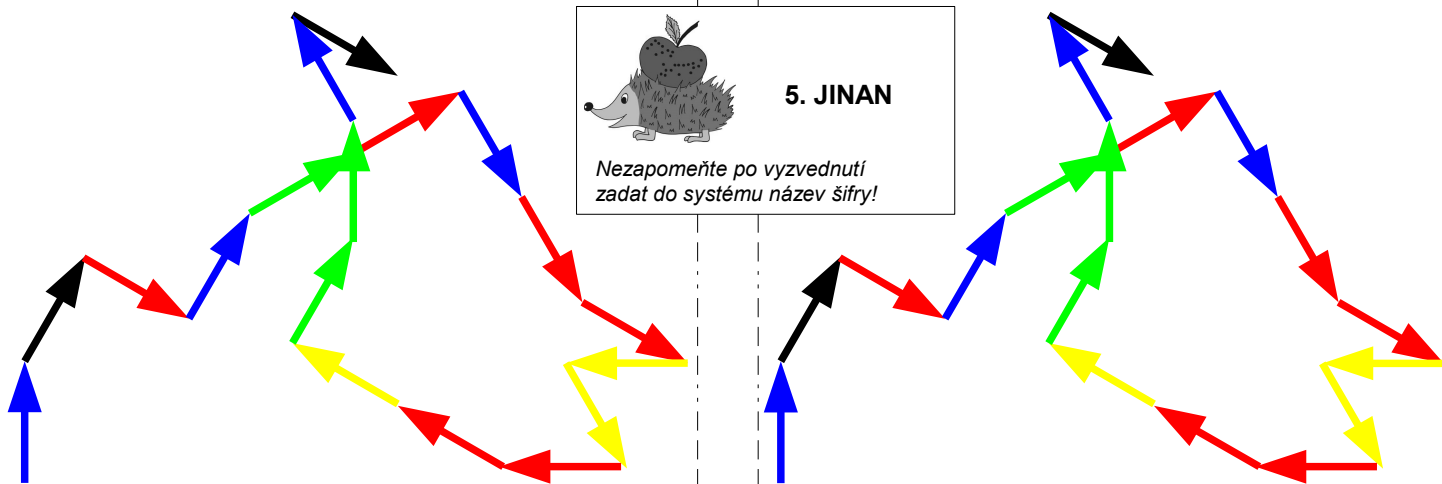 5. JINAN
Nezapomeňte po vyzvednutí
zadat do systému název šifry!